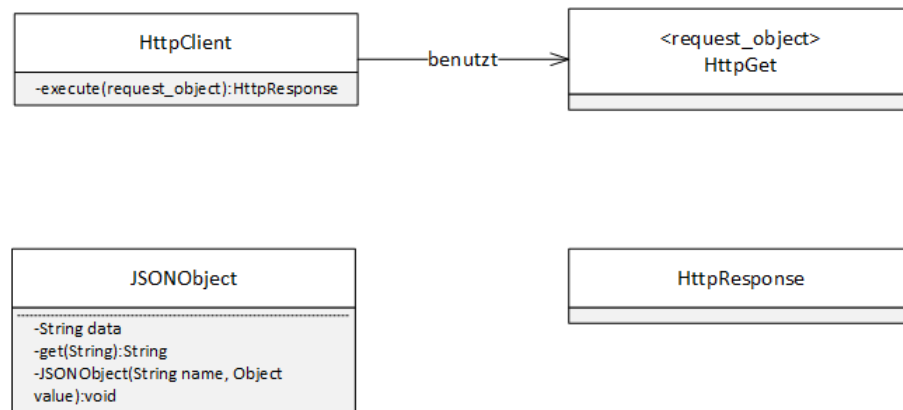 HttpClient
-execute(request_object):HttpResponse
benutzt
<request_object>
HttpGet
JSONObject
-String data
-get(String):String
-JSONObject(String name, Object
value):void
HttpResponse